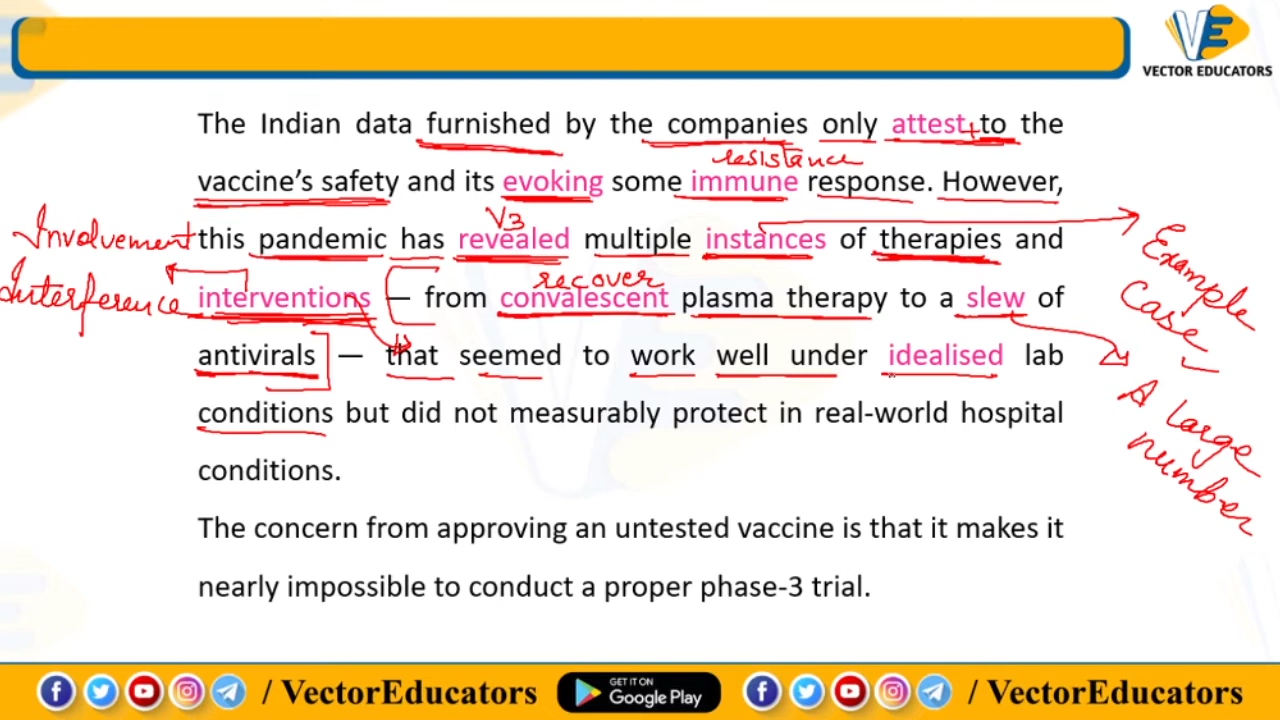 VECTOR EDUCATORS
The Indian data furnished by the companies only attest + to the
resistance
vaccine's safety and its evoking some immune response. However,
V3
Involvement
this pandemic has revealed multiple instances of therapies and
Example
Case
recover
Interference
interventions — from convalescent plasma therapy to a slew of
A large
number
antivirals — that seemed to work well under idealised lab
conditions but did not measurably protect in real-world hospital
conditions.
The concern from approving an untested vaccine is that it makes it
nearly impossible to conduct a proper phase-3 trial.
/ VectorEducators GET IT ON Google Play / VectorEducators